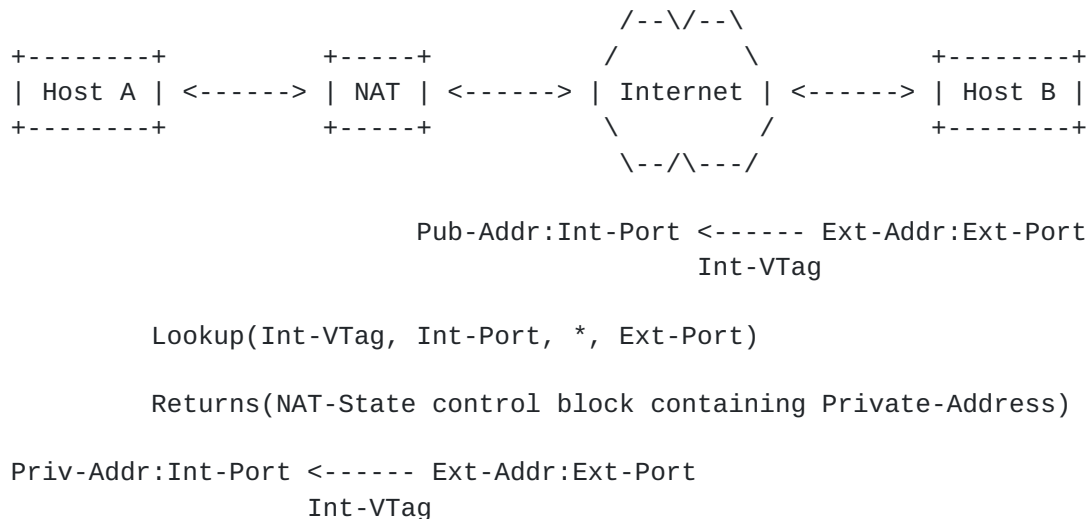 /--\/--\
+--------+          +-----+           /        \           +--------+
| Host A | <------> | NAT | <------> | Internet | <------> | Host B |
+--------+          +-----+           \         /          +--------+
                                       \--/\---/
                          Pub-Addr:Int-Port <------ Ext-Addr:Ext-Port
                                            Int-VTag
         Lookup(Int-VTag, Int-Port, *, Ext-Port)
         Returns(NAT-State control block containing Private-Address)
Priv-Addr:Int-Port <------ Ext-Addr:Ext-Port
                   Int-VTag